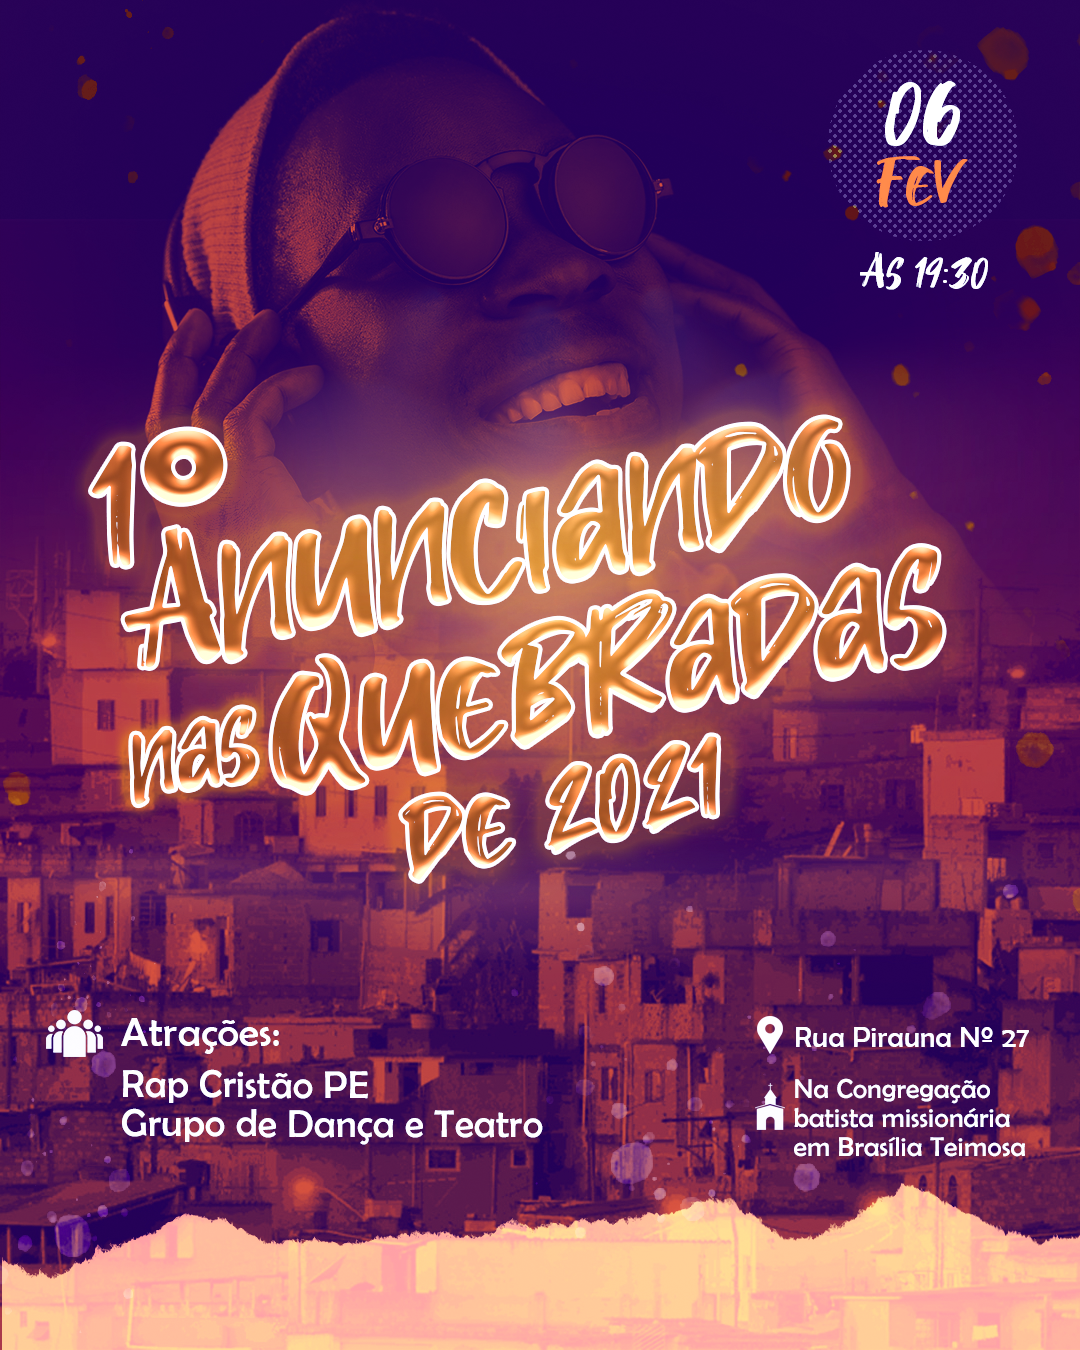 06
FEV
ÀS 19:30
1º
ANUNCIANDO
nas QUEBRADAS
DE 2021
Atrações:
Rap Cristão PE
Grupo de Dança e Teatro
Rua Pirauna Nº 27
Na Congregação
batista missionária
em Brasília Teimosa